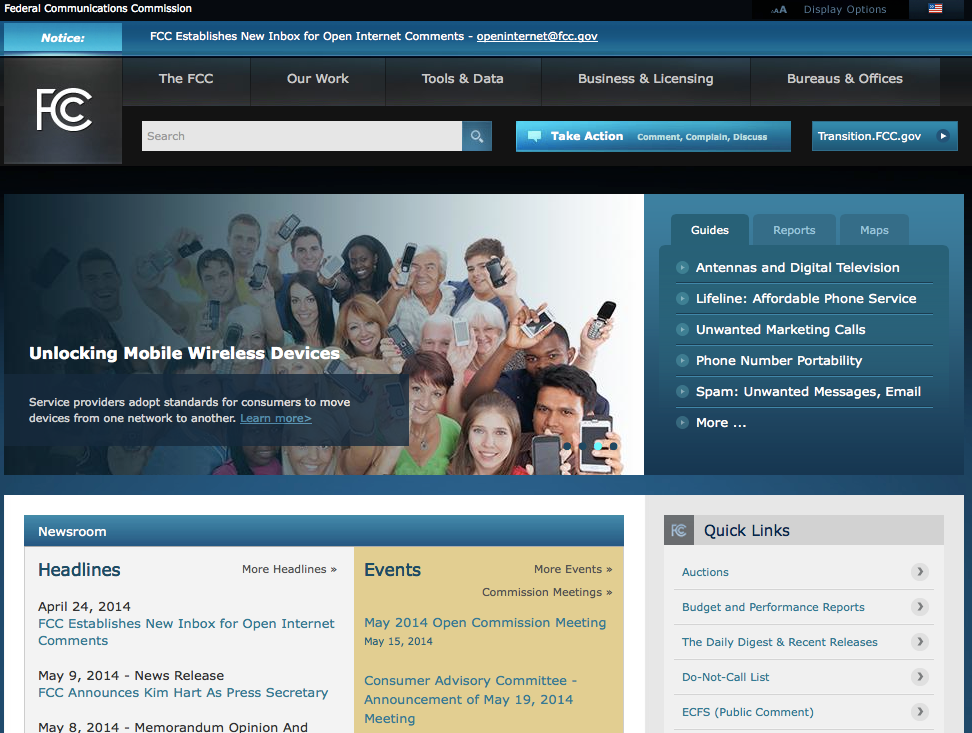 Federal Communications Commission
AA Display Options
Notice:
FCC Establishes New Inbox for Open Internet Comments - openinternet@fcc.gov
FCC
The FCC
Our Work
Tools & Data
Business & Licensing
Bureaus & Offices
Search
Take Action Comment, Complain, Discuss
Transition.FCC.gov
Unlocking Mobile Wireless Devices
Service providers adopt standards for consumers to move
devices from one network to another. Learn more>
Guides
Reports
Maps
Antennas and Digital Television
Lifeline: Affordable Phone Service
Unwanted Marketing Calls
Phone Number Portability
Spam: Unwanted Messages, Email
More ...
Newsroom
Headlines
More Headlines »
April 24, 2014
FCC Establishes New Inbox for Open Internet
Comments
May 9, 2014 - News Release
FCC Announces Kim Hart As Press Secretary
May 8, 2014 - Memorandum Opinion And
Events
More Events »
Commission Meetings »
May 2014 Open Commission Meeting
May 15, 2014
Consumer Advisory Committee -
Announcement of May 19, 2014
Meeting
FCC
Quick Links
Auctions
Budget and Performance Reports
The Daily Digest & Recent Releases
Do-Not-Call List
ECFS (Public Comment)